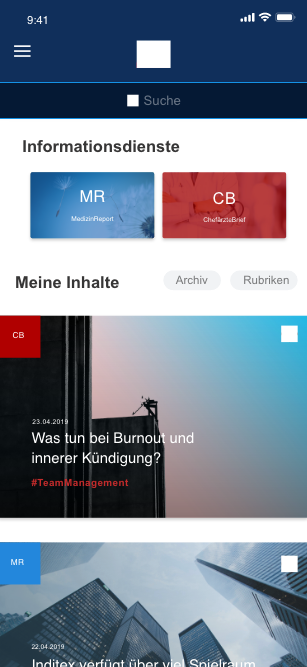 9:41
Suche
Informationsdienste
MR
MedizinReport
CB
ChefärzteBrief
Meine Inhalte
Archiv
Rubriken
CB
23.04.2019
Was tun bei Burnout und
innerer Kündigung?
#TeamManagement
MR
22.04.2019
Inditex verfügt über viel Spielraum